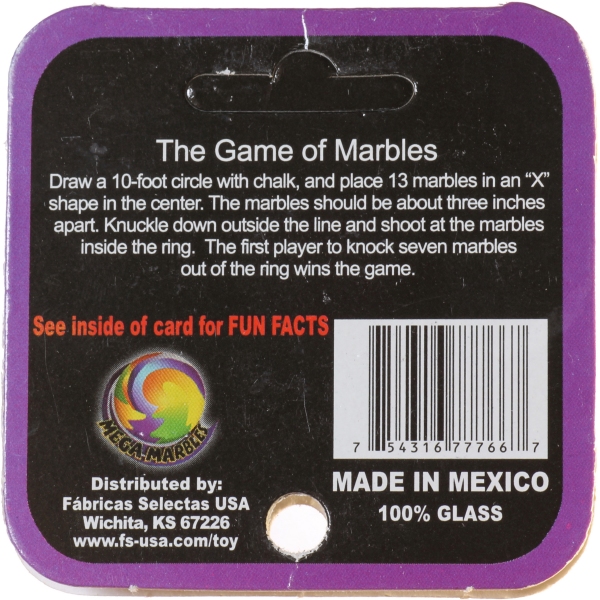 The Game of Marbles
Draw a 10-foot circle with chalk, and place 13 marbles in an “X”
shape in the center. The marbles should be about three inches
apart. Knuckle down outside the line and shoot at the marbles
inside the ring. The first player to knock seven marbles
out of the ring wins the game.
See inside of card for FUN FACTS
MEGA-MARBLES
Distributed by:
Fábricas Selectas USA
Wichita, KS 67226
www.fs-usa.com/toy
7 54316 77766 7
MADE IN MEXICO
100% GLASS